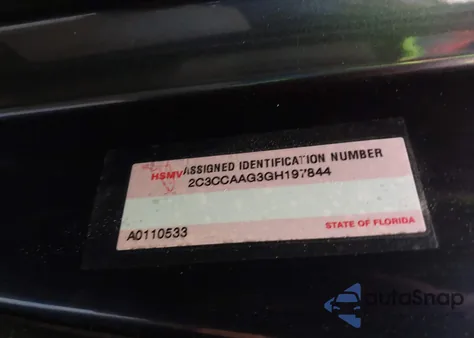 HSMV ASSIGNED IDENTIFICATION NUMBER
2C3CCAAG3GH197844
A0110533
STATE OF FLORIDA
autoSnap